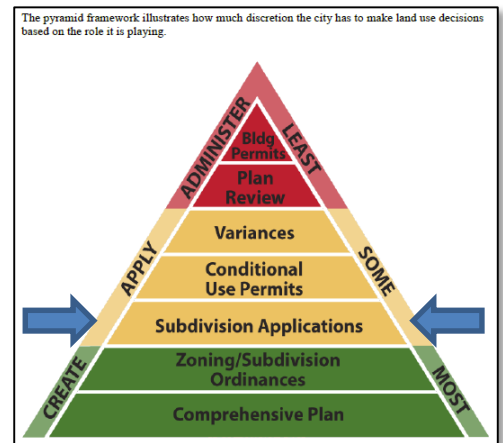 The pyramid framework illustrates how much discretion the city has to make land use decisions
based on the role it is playing.
ADMINISTER
LEAST
Bldg
Permits
Plan
Review
APPLY
SOME
Variances
Conditional
Use Permits
Subdivision Applications
CREATE
MOST
Zoning/Subdivision
Ordinances
Comprehensive Plan